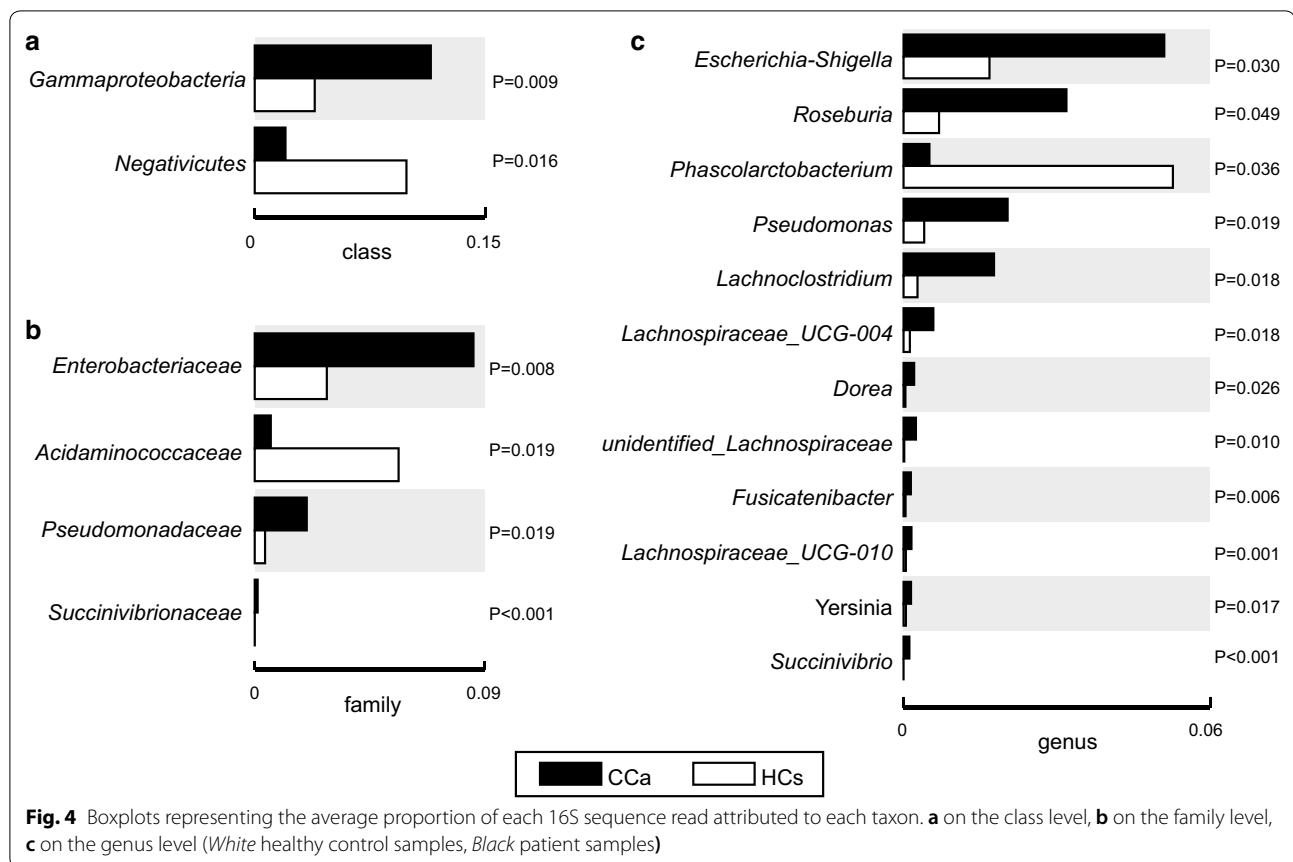 a
Gammaproteobacteria
P=0.009
Negativicutes
P=0.016
0
0.15
class
b
Enterobacteriaceae
P=0.008
Acidaminococcaceae
P=0.019
Pseudomonadaceae
P=0.019
Succinivibrionaceae
P<0.001
0
0.09
family
c
Escherichia-Shigella
P=0.030
Roseburia
P=0.049
Phascolarctobacterium
P=0.036
Pseudomonas
P=0.019
Lachnoclostridium
P=0.018
Lachnospiraceae_UCG-004
P=0.018
Dorea
P=0.026
unidentified_Lachnospiraceae
P=0.010
Fusicatenibacter
P=0.006
Lachnospiraceae_UCG-010
P=0.001
Yersinia
P=0.017
Succinivibrio
P<0.001
0
0.06
genus
CCa
HCs
Fig. 4 Boxplots representing the average proportion of each 16S sequence read attributed to each taxon. a on the class level, b on the family level,
c on the genus level (White healthy control samples, Black patient samples)